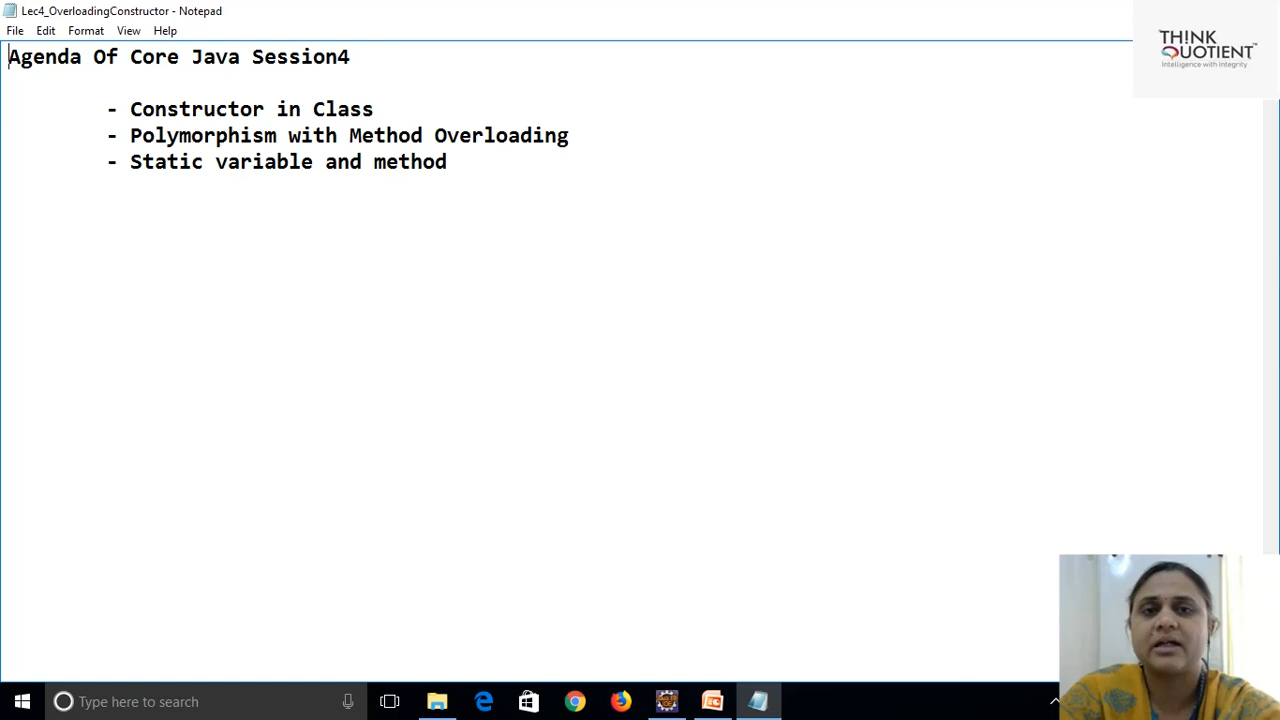 Lec4_OverloadingConstructor - Notepad
File Edit Format View Help
THINK
QUOTIENT™
Intelligence with Integrity
Agenda Of Core Java Session4
- Constructor in Class
- Polymorphism with Method Overloading
- Static variable and method
Type here to search